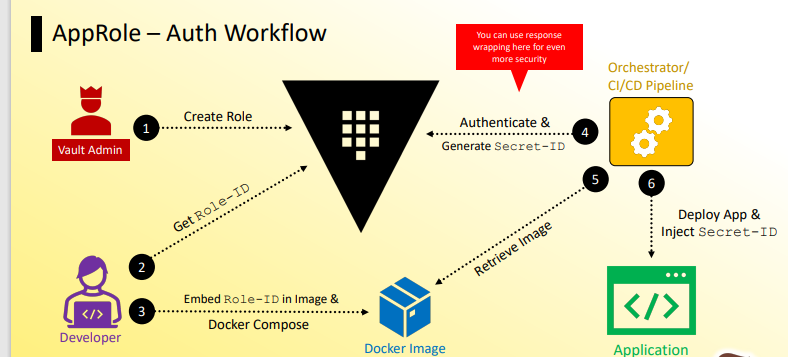 AppRole – Auth Workflow
You can use response
wrapping here for even
more security
Orchestrator/
CI/CD Pipeline
Vault Admin
1
Create Role
Authenticate &
Generate Secret-ID
4
5
6
Get Role-ID
2
Retrieve Image
Deploy App &
Inject Secret-ID
3
Embed Role-ID in Image &
Docker Compose
</>
</>
Developer
Docker Image
Application